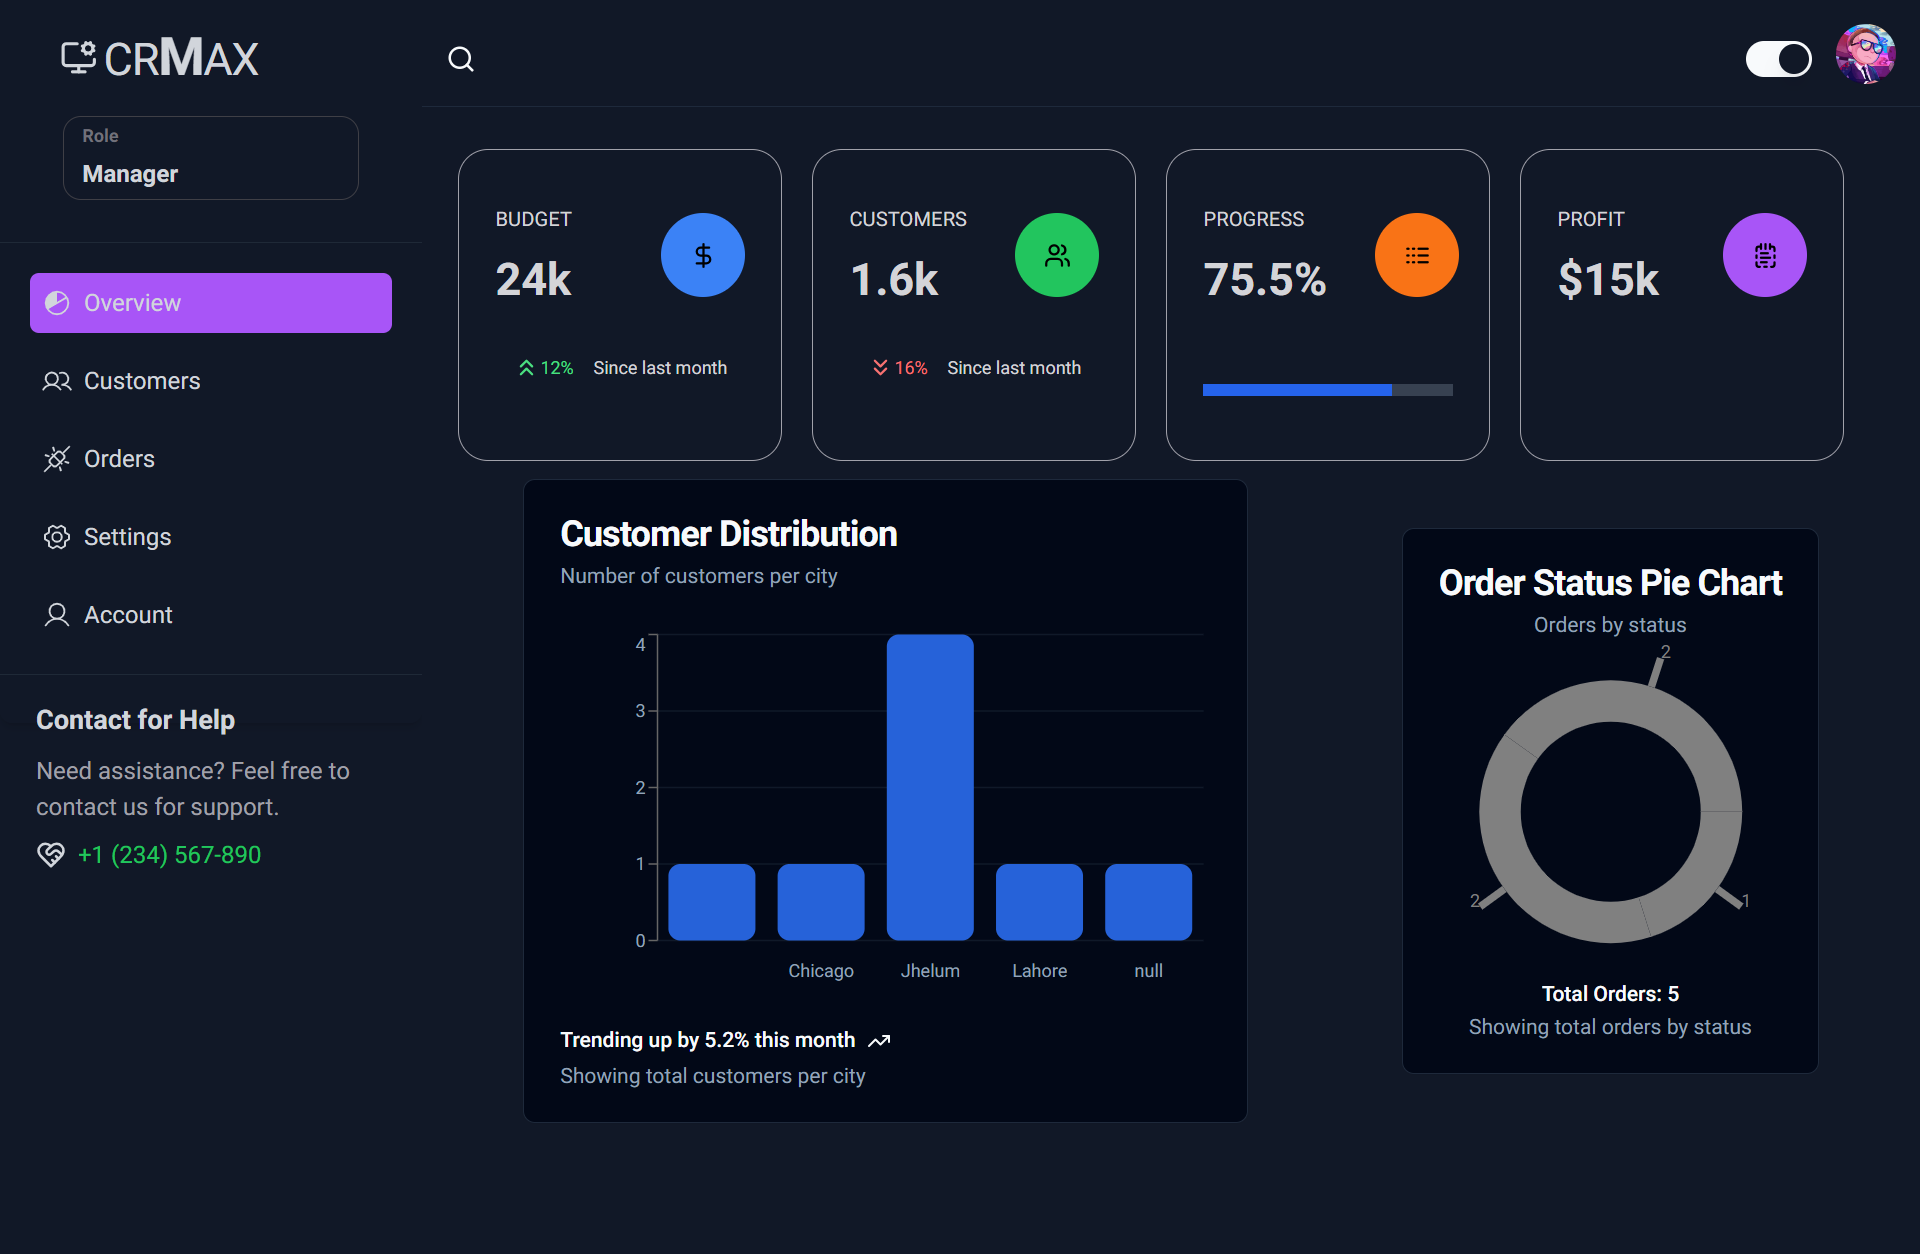 CRMAX
Role
Manager
Overview
Customers
Orders
Settings
Account
Contact for Help
Need assistance? Feel free to
contact us for support.
+1 (234) 567-890
BUDGET
24k
12% Since last month
CUSTOMERS
1.6k
16% Since last month
PROGRESS
75.5%
PROFIT
$15k
Customer Distribution
Number of customers per city
4
3
2
1
0
Chicago Jhelum Lahore null
Trending up by 5.2% this month
Showing total customers per city
Order Status Pie Chart
Orders by status
2
2
1
Total Orders: 5
Showing total orders by status